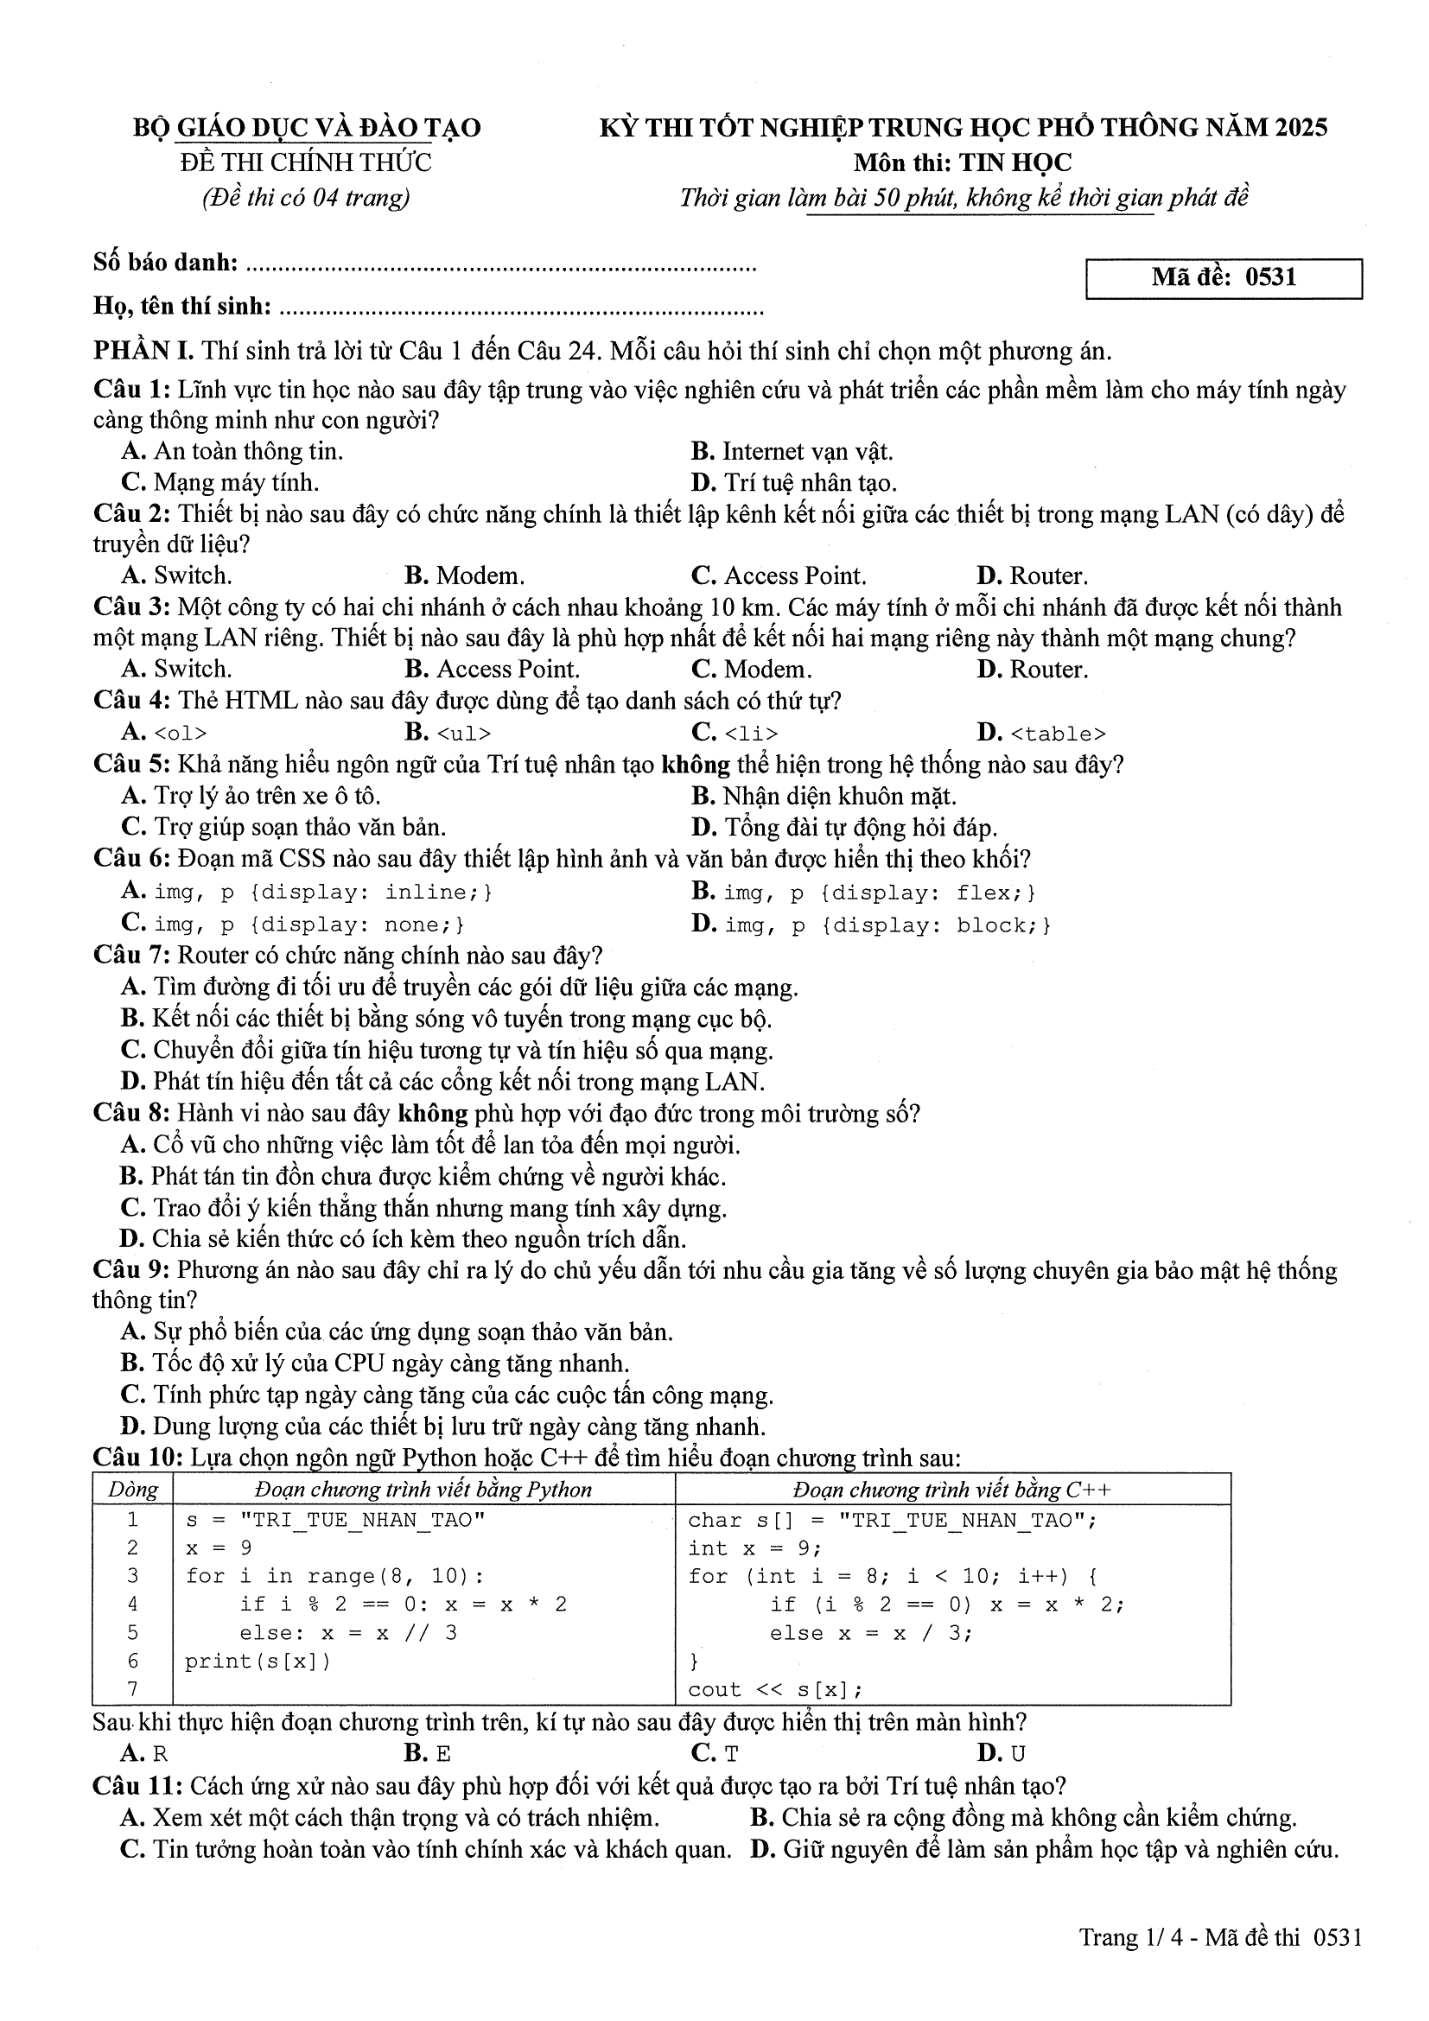 BỘ GIÁO DỤC VÀ ĐÀO TẠO
ĐỀ THI CHÍNH THỨC
(Đề thi có 04 trang)
KỲ THI TỐT NGHIỆP TRUNG HỌC PHỔ THÔNG NĂM 2025
Môn thi: TIN HỌC
Thời gian làm bài 50 phút, không kể thời gian phát đề
Số báo danh: ..............................................................................
Họ, tên thí sinh: ..........................................................................
Mã đề: 0531
PHẦN I. Thí sinh trả lời từ Câu 1 đến Câu 24. Mỗi câu hỏi thí sinh chỉ chọn một phương án.
Câu 1: Lĩnh vực tin học nào sau đây tập trung vào việc nghiên cứu và phát triển các phần mềm làm cho máy tính ngày
càng thông minh như con người?
A. An toàn thông tin. B. Internet vạn vật.
C. Mạng máy tính. D. Trí tuệ nhân tạo.
Câu 2: Thiết bị nào sau đây có chức năng chính là thiết lập kênh kết nối giữa các thiết bị trong mạng LAN (có dây) để
truyền dữ liệu?
A. Switch. B. Modem. C. Access Point. D. Router.
Câu 3: Một công ty có hai chi nhánh ở cách nhau khoảng 10 km. Các máy tính ở mỗi chi nhánh đã được kết nối thành
một mạng LAN riêng. Thiết bị nào sau đây là phù hợp nhất để kết nối hai mạng riêng này thành một mạng chung?
A. Switch. B. Access Point. C. Modem. D. Router.
Câu 4: Thẻ HTML nào sau đây được dùng để tạo danh sách có thứ tự?
A. <ol> B. <ul> C. <li> D. <table>
Câu 5: Khả năng hiểu ngôn ngữ của Trí tuệ nhân tạo không thể hiện trong hệ thống nào sau đây?
A. Trợ lý ảo trên xe ô tô. B. Nhận diện khuôn mặt.
C. Trợ giúp soạn thảo văn bản. D. Tổng đài tự động hỏi đáp.
Câu 6: Đoạn mã CSS nào sau đây thiết lập hình ảnh và văn bản được hiển thị theo khối?
A. img, p {display: inline;} B. img, p {display: flex;}
C. img, p {display: none;} D. img, p {display: block;}
Câu 7: Router có chức năng chính nào sau đây?
A. Tìm đường đi tối ưu để truyền các gói dữ liệu giữa các mạng.
B. Kết nối các thiết bị bằng sóng vô tuyến trong mạng cục bộ.
C. Chuyển đổi giữa tín hiệu tương tự và tín hiệu số qua mạng.
D. Phát tín hiệu đến tất cả các cổng kết nối trong mạng LAN.
Câu 8: Hành vi nào sau đây không phù hợp với đạo đức trong môi trường số?
A. Cổ vũ cho những việc làm tốt để lan tỏa đến mọi người.
B. Phát tán tin đồn chưa được kiểm chứng về người khác.
C. Trao đổi ý kiến thẳng thắn nhưng mang tính xây dựng.
D. Chia sẻ kiến thức có ích kèm theo nguồn trích dẫn.
Câu 9: Phương án nào sau đây chỉ ra lý do chủ yếu dẫn tới nhu cầu gia tăng về số lượng chuyên gia bảo mật hệ thống
thông tin?
A. Sự phổ biến của các ứng dụng soạn thảo văn bản.
B. Tốc độ xử lý của CPU ngày càng tăng nhanh.
C. Tính phức tạp ngày càng tăng của các cuộc tấn công mạng.
D. Dung lượng của các thiết bị lưu trữ ngày càng tăng nhanh.
Câu 10: Lựa chọn ngôn ngữ Python hoặc C++ để tìm hiểu đoạn chương trình sau:
Dòng Đoạn chương trình viết bằng Python Đoạn chương trình viết bằng C++
1 s = "TRI_TUE_NHAN_TAO" char s[] = "TRI_TUE_NHAN_TAO";
2 x = 9 int x = 9;
3 for i in range(8, 10): for (int i = 8; i < 10; i++) {
4 if i % 2 == 0: x = x * 2 if (i % 2 == 0) x = x * 2;
5 else: x = x // 3 else x = x / 3;
6 print(s[x]) }
7 cout << s[x];
Sau khi thực hiện đoạn chương trình trên, kí tự nào sau đây được hiển thị trên màn hình?
A. R B. E C. T D. U
Câu 11: Cách ứng xử nào sau đây phù hợp đối với kết quả được tạo ra bởi Trí tuệ nhân tạo?
A. Xem xét một cách thận trọng và có trách nhiệm. B. Chia sẻ ra cộng đồng mà không cần kiểm chứng.
C. Tin tưởng hoàn toàn vào tính chính xác và khách quan. D. Giữ nguyên để làm sản phẩm học tập và nghiên cứu.
Trang 1/ 4 - Mã đề thi 0531